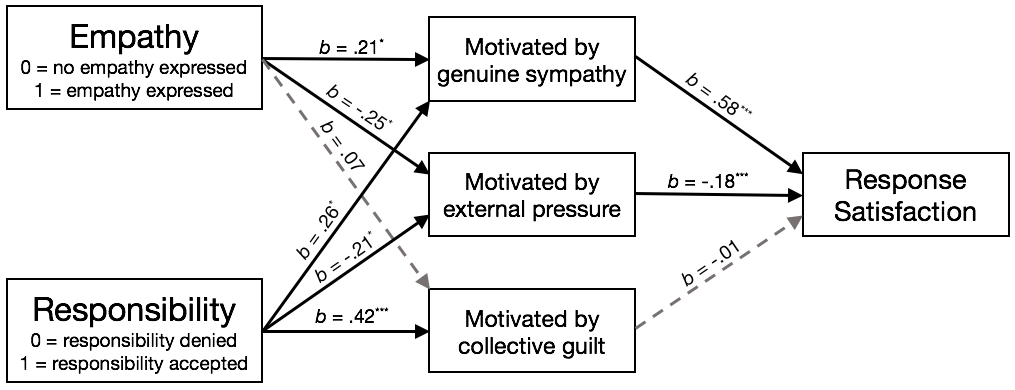 Empathy
0 = no empathy expressed
1 = empathy expressed
b = .21*
b = -.25*
b = .07
Responsibility
0 = responsibility denied
1 = responsibility accepted
b = .26*
b = -.21*
b = .42***
Motivated by
genuine sympathy
Motivated by
external pressure
Motivated by
collective guilt
b = .58***
b = -.18***
b = -.01
Response
Satisfaction